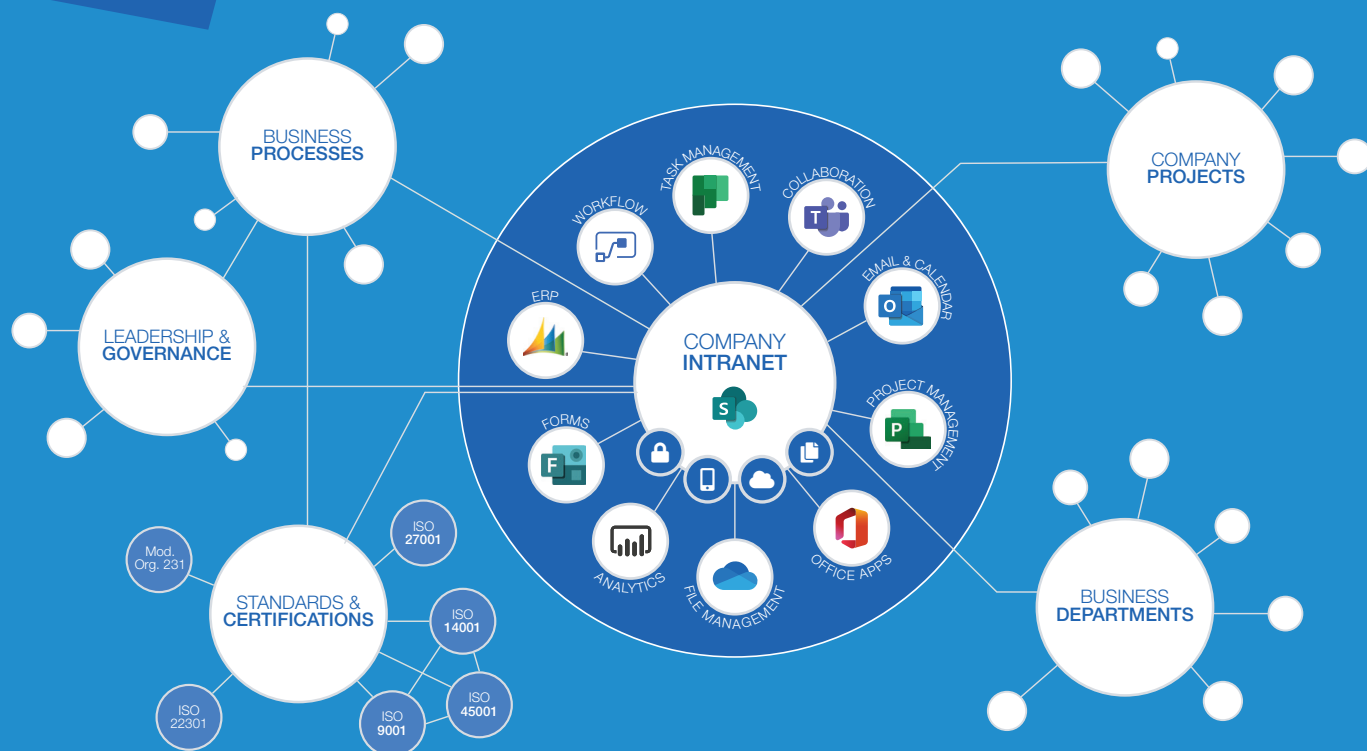 BUSINESS
PROCESSES
COMPANY
PROJECTS
TASK MANAGEMENT
COLLABORATION
WORKFLOW
T
EMAIL & CALENDAR
O
ERP
LEADERSHIP &
GOVERNANCE
COMPANY
INTRANET
S
PROJECT MANAGEMENT
P
FORMS
F
ANALYTICS
FILE MANAGEMENT
OFFICE APPS
ISO
27001
Mod.
Org. 231
STANDARDS &
CERTIFICATIONS
ISO
14001
ISO
45001
ISO
22301
ISO
9001
BUSINESS
DEPARTMENTS